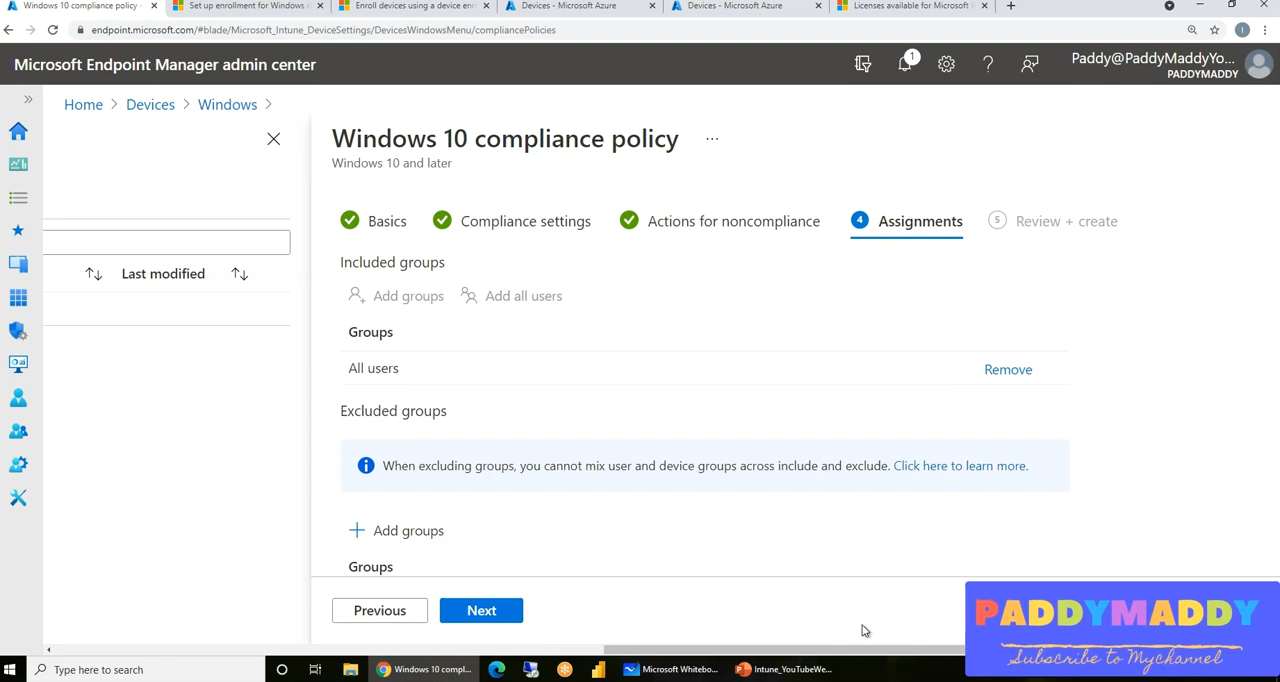 Windows 10 compliance policy -
Set up enrollment for Windows
Enroll devices using a device enr
Devices - Microsoft Azure
Devices - Microsoft Azure
Licenses available for Microsoft
endpoint.microsoft.com/#blade/Microsoft_Intune_DeviceSettings/DevicesWindowsMenu/compliancePolicies
I
Microsoft Endpoint Manager admin center
1
Paddy@PaddyMaddyYo...
PADDYMADDY
Home > Devices > Windows >
Windows 10 compliance policy ...
Windows 10 and later
Basics
Compliance settings
Actions for noncompliance
4 Assignments
5 Review + create
Included groups
Add groups
Add all users
Last modified
Groups
All users
Remove
Excluded groups
When excluding groups, you cannot mix user and device groups across include and exclude. Click here to learn more.
Add groups
Groups
Previous
Next
PADDYMADDY
Subscribe to Mychannel
Type here to search
Windows 10 compl...
Microsoft Whitebo...
Intune_YouTubeWe...